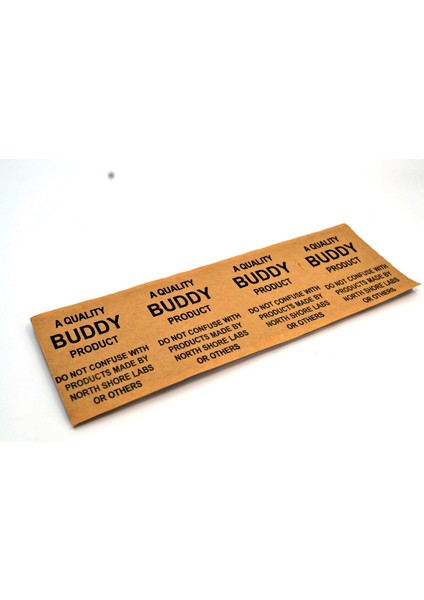 A QUALITY
BUDDY
PRODUCT
DO NOT CONFUSE WITH
PRODUCTS MADE BY
NORTH SHORE LABS
OR OTHERS
A QUALITY
BUDDY
PRODUCT
DO NOT CONFUSE WITH
PRODUCTS MADE BY
NORTH SHORE LABS
OR OTHERS
A QUALITY
BUDDY
PRODUCT
DO NOT CONFUSE WITH
PRODUCTS MADE BY
NORTH SHORE LABS
OR OTHERS
A QUALITY
BUDDY
PRODUCT
DO NOT CONFUSE WITH
PRODUCTS MADE BY
NORTH SHORE LABS
OR OTHERS